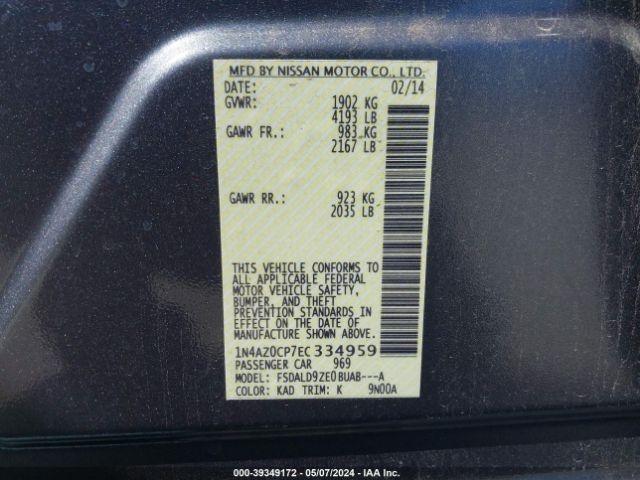 MFD BY NISSAN MOTOR CO., LTD.
DATE: 02/14
GVWR: 1902 KG
4193 LB
GAWR FR.: 983 KG
2167 LB
GAWR RR.: 923 KG
2035 LB
THIS VEHICLE CONFORMS TO
ALL APPLICABLE FEDERAL
MOTOR VEHICLE SAFETY,
BUMPER, AND THEFT
PREVENTION STANDARDS IN
EFFECT ON THE DATE OF
MANUFACTURE SHOWN ABOVE.
1N4AZ0CP7EC334959
PASSENGER CAR 969
MODEL: FSDALD9ZE0BUAB---A
COLOR: KAD TRIM: K 9N00A
000-39349172 - 05/07/2024 - IAA Inc.